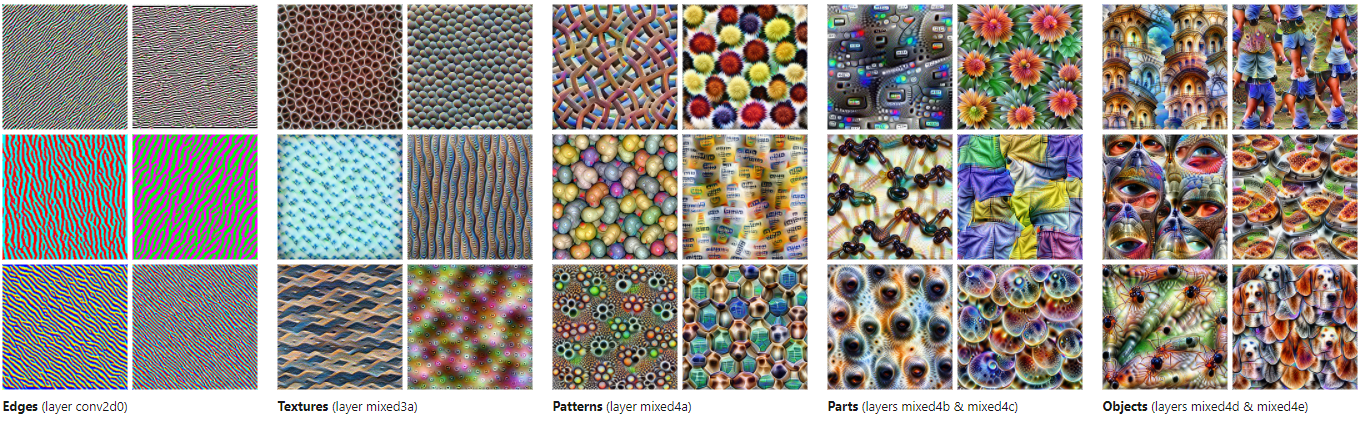 Edges (layer conv2d0)
Textures (layer mixed3a)
Patterns (layer mixed4a)
Parts (layers mixed4b & mixed4c)
Objects (layers mixed4d & mixed4e)